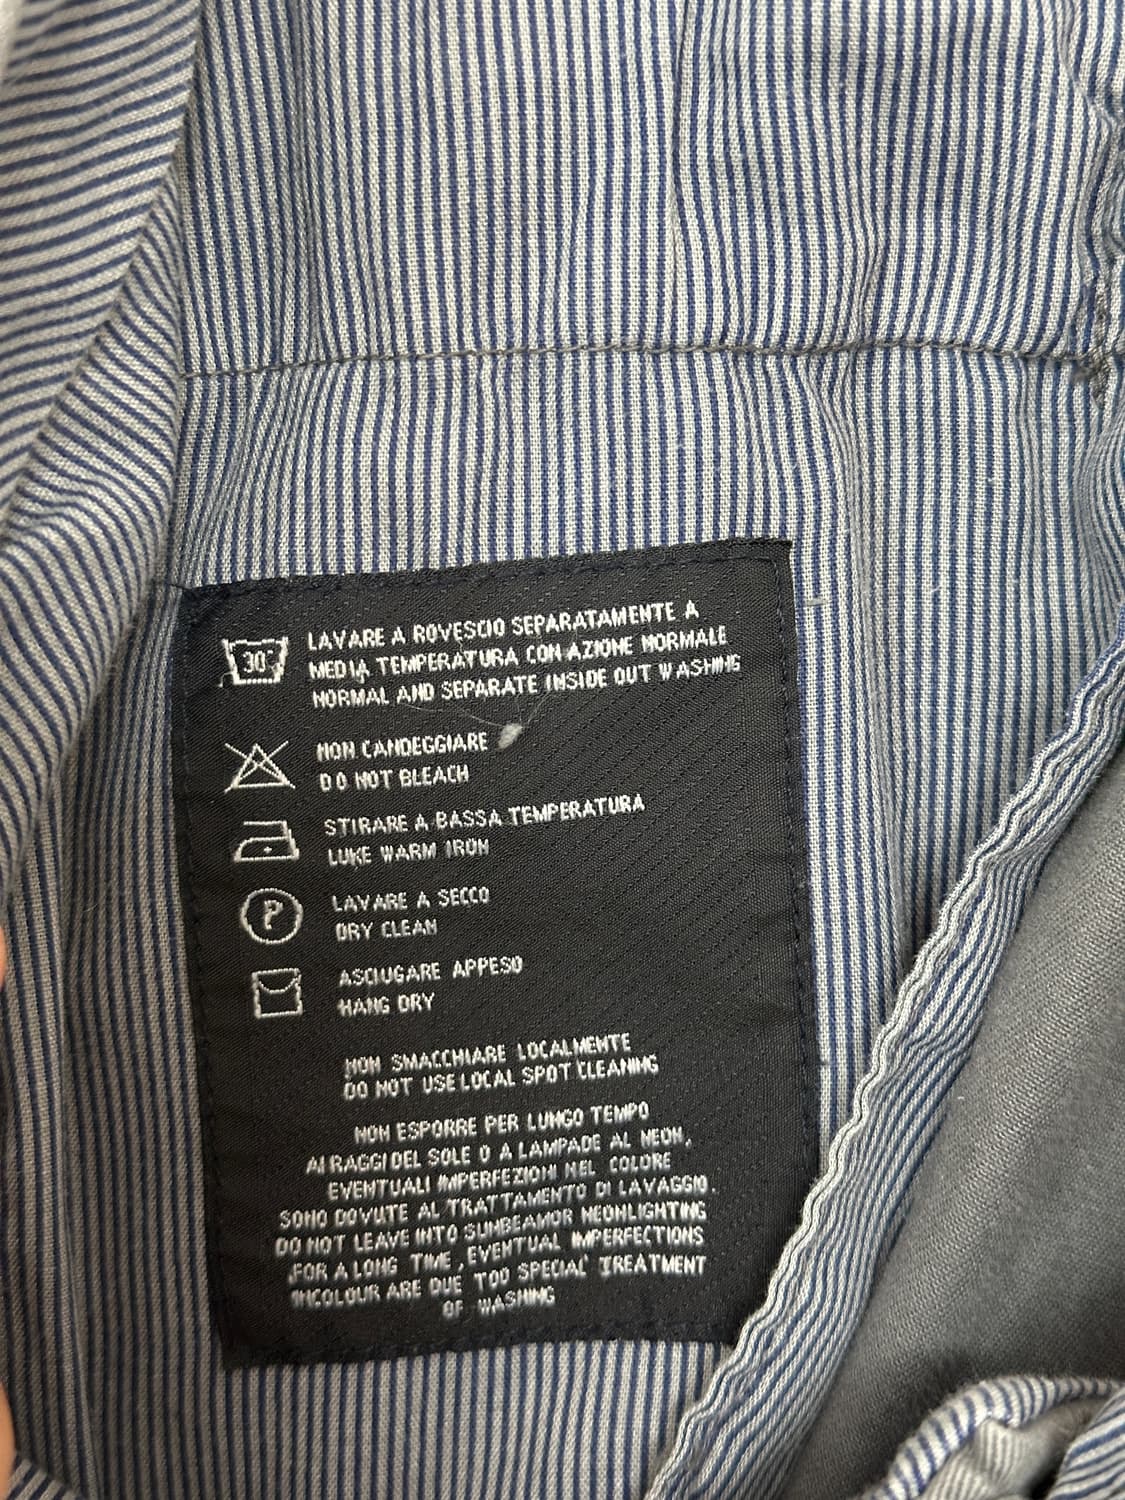 30°
LAVARE A ROVESCIO SEPARATAMENTE A
MEDIA TEMPERATURA CON AZIONE NORMALE
NORMAL AND SEPARATE INSIDE OUT WASHING
NON CANDEGGIARE
DO NOT BLEACH
STIRARE A BASSA TEMPERATURA
LUKE WARM IRON
P
LAVARE A SECCO
DRY CLEAN
ASCIUGARE APPESO
HANG DRY
NON SMACCHIARE LOCALMENTE
DO NOT USE LOCAL SPOT CLEANING
NON ESPORRE PER LUNGO TEMPO
AI RAGGI DEL SOLE O A LAMPADE AL NEON,
EVENTUALI IMPERFEZIONI NEL COLORE
SONO DOVUTE AL TRATTAMENTO DI LAVAGGIO.
DO NOT LEAVE INTO SUNBEAMOR NEONLIGHTING
FOR A LONG TIME, EVENTUAL IMPERFECTIONS
INCOLOUR ARE DUE TOO SPECIAL TREATMENT
OF WASHING